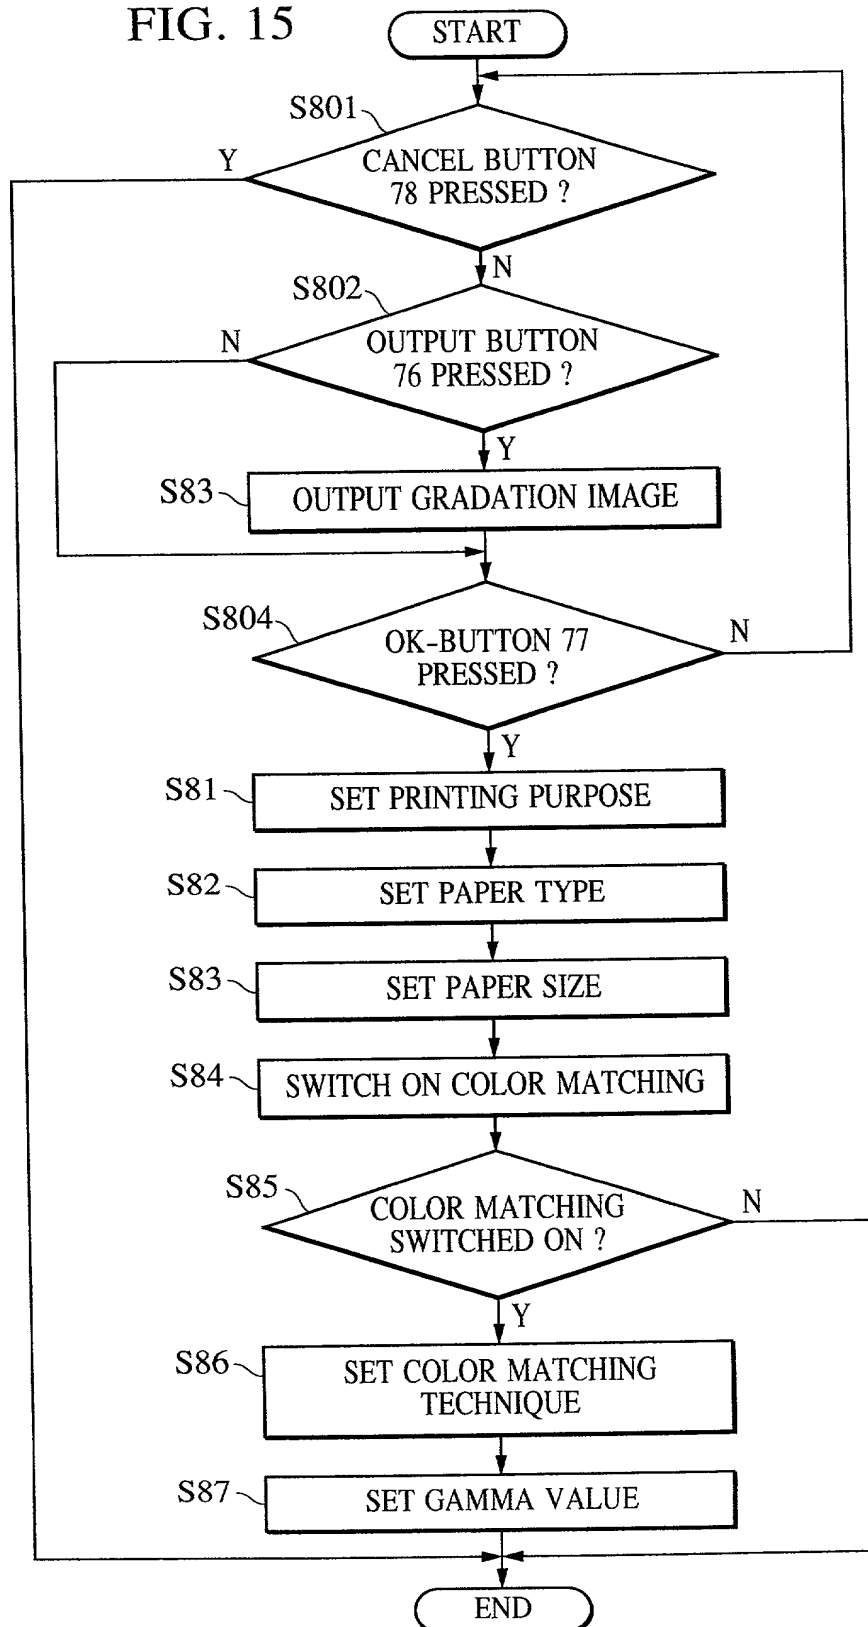 FIG. 15
START
S801
Y
CANCEL BUTTON
78 PRESSED ?
N
S802
N
OUTPUT BUTTON
76 PRESSED ?
Y
S83
OUTPUT GRADATION IMAGE
S804
OK-BUTTON 77
PRESSED ?
N
Y
S81
SET PRINTING PURPOSE
S82
SET PAPER TYPE
S83
SET PAPER SIZE
S84
SWITCH ON COLOR MATCHING
S85
COLOR MATCHING
SWITCHED ON ?
N
Y
S86
SET COLOR MATCHING
TECHNIQUE
S87
SET GAMMA VALUE
END